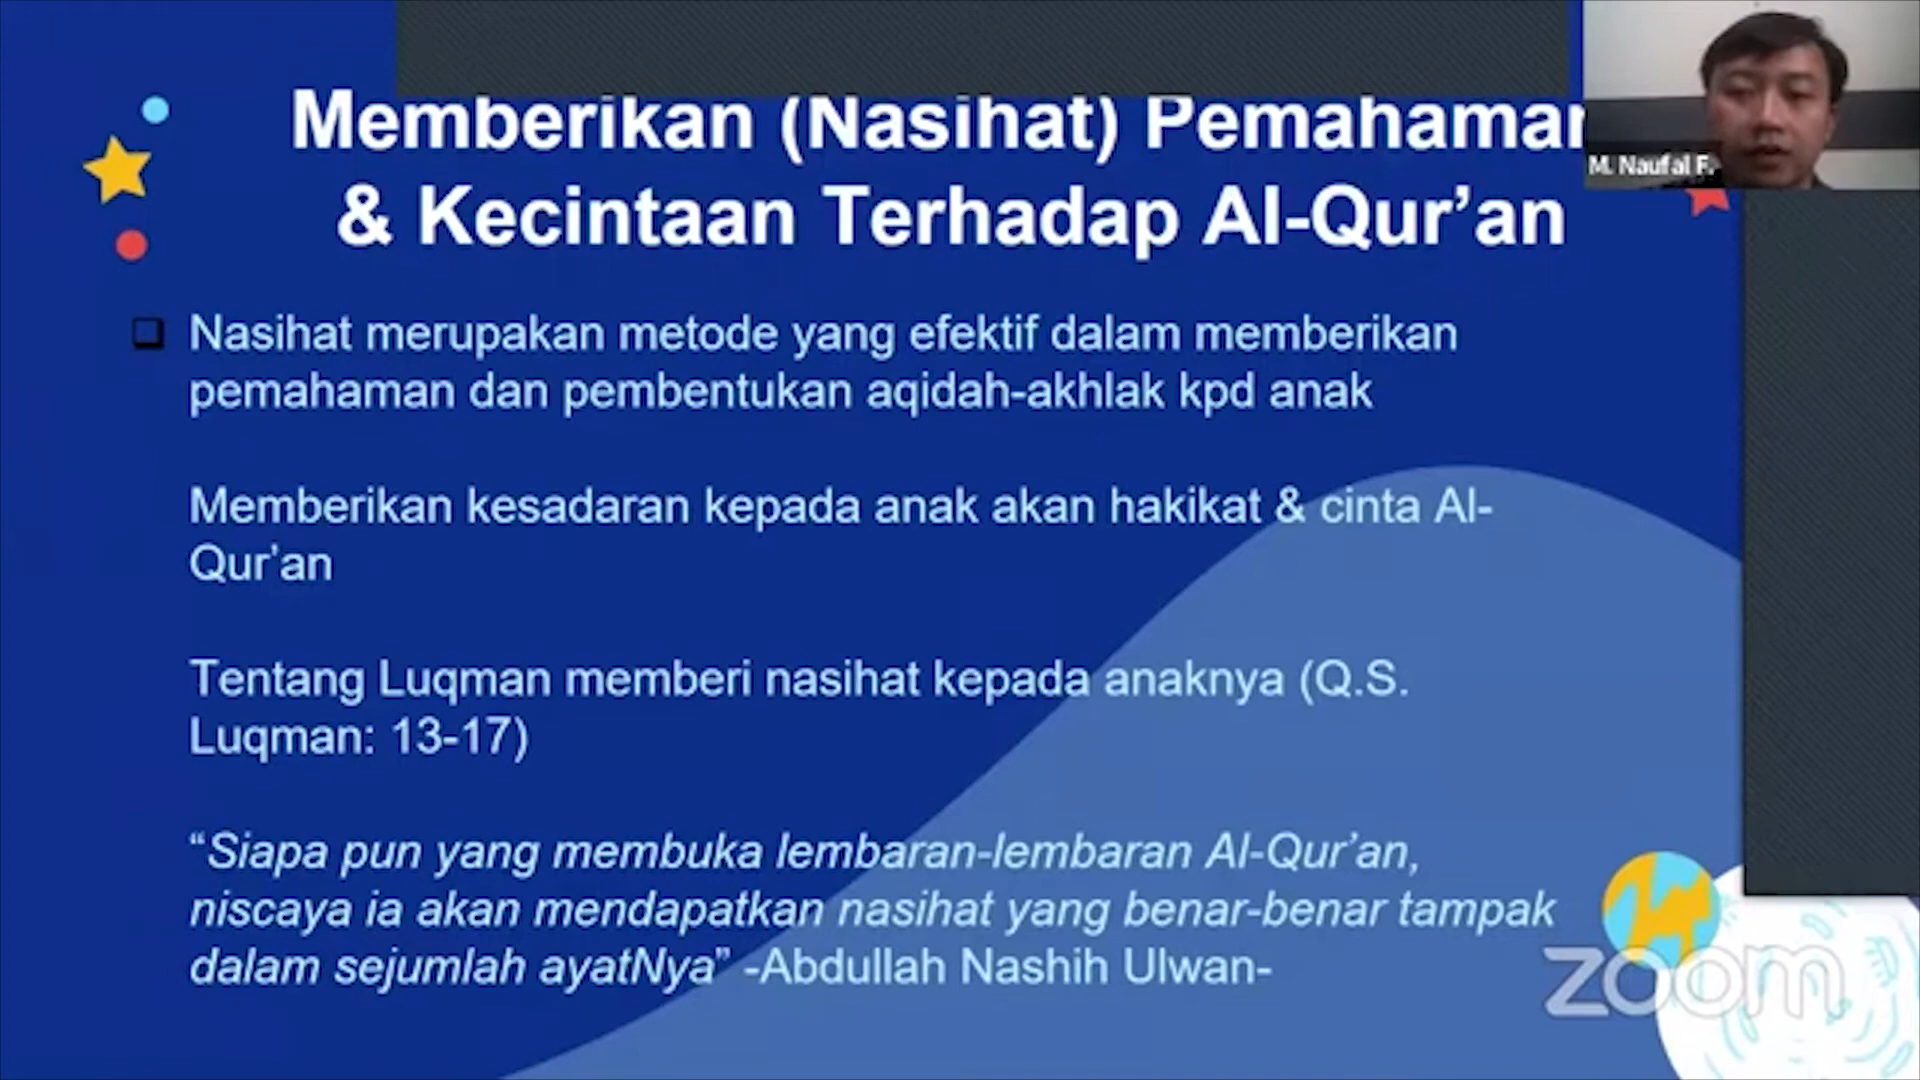 Memberikan (Nasihat) Pemahaman
& Kecintaan Terhadap Al-Qur’an
M. Naufal F.
Nasihat merupakan metode yang efektif dalam memberikan
pemahaman dan pembentukan aqidah-akhlak kpd anak
Memberikan kesadaran kepada anak akan hakikat & cinta Al-
Qur’an
Tentang Luqman memberi nasihat kepada anaknya (Q.S.
Luqman: 13-17)
“Siapa pun yang membuka lembaran-lembaran Al-Qur’an,
niscaya ia akan mendapatkan nasihat yang benar-benar tampak
dalam sejumlah ayatNya” -Abdullah Nashih Ulwan-
zoom